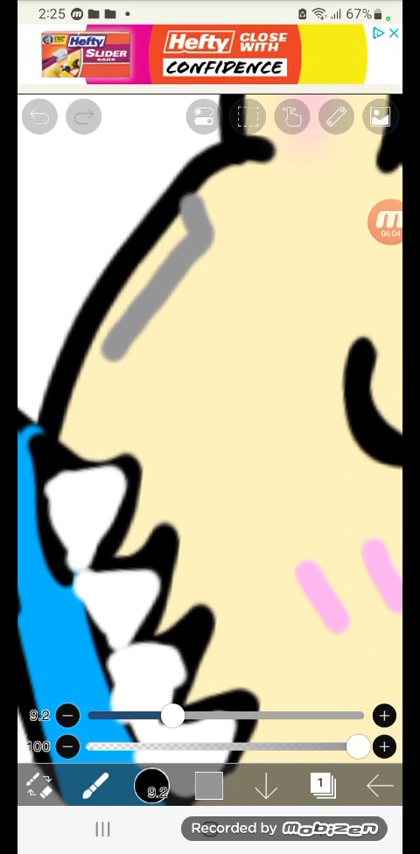 2:25
67%
Hefty
SLIDER
BAGS
Hefty CLOSE
WITH
CONFIDENCE
06:04
9.2
100
9.2
1
Recorded by MOBIZEN